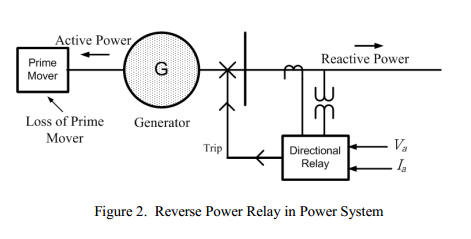 Active Power
Reactive Power
Prime
Mover
G
Loss of Prime
Mover
Generator
Trip
Directional
Relay
Va
Ia
Figure 2. Reverse Power Relay in Power System